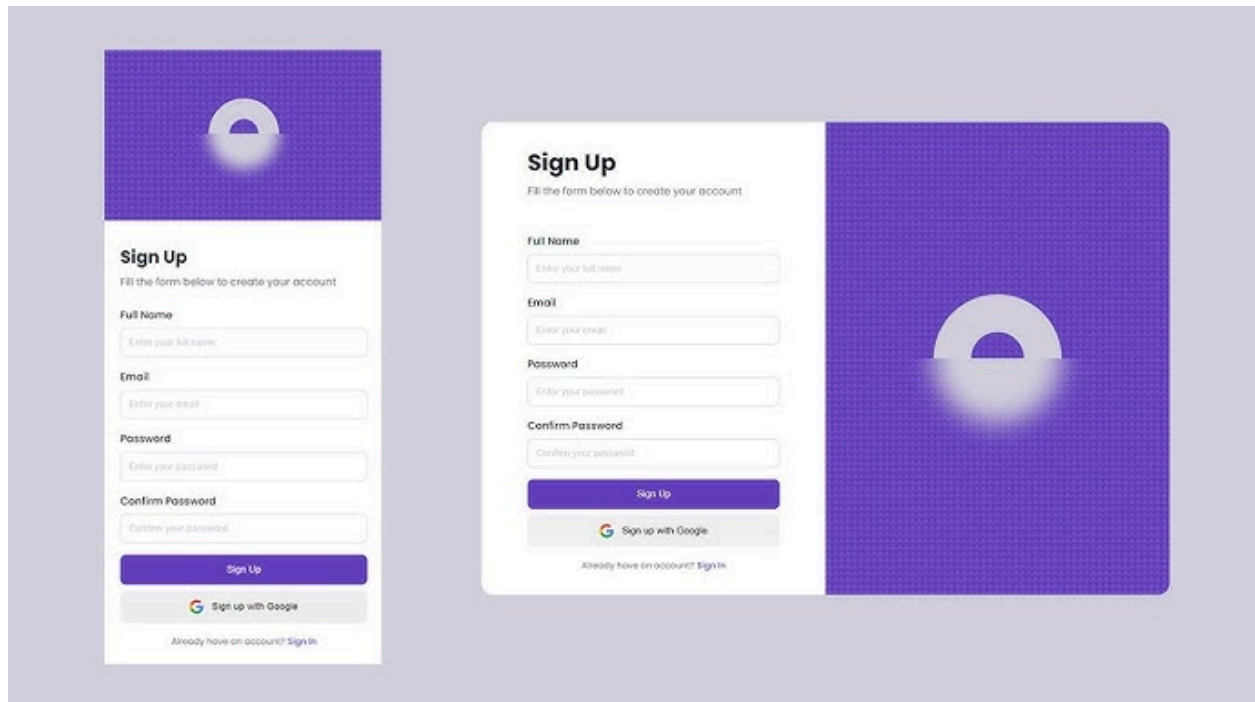 Sign Up
Fill the form below to create your account
Full Name
Enter your full name
Email
Enter your email
Password
Enter your password
Confirm Password
Confirm your password
Sign Up
Sign up with Google
Already have an account? Sign In
Sign Up
Fill the form below to create your account
Full Name
Enter your full name
Email
Enter your email
Password
Enter your password
Confirm Password
Confirm your password
Sign Up
Sign up with Google
Already have an account? Sign In